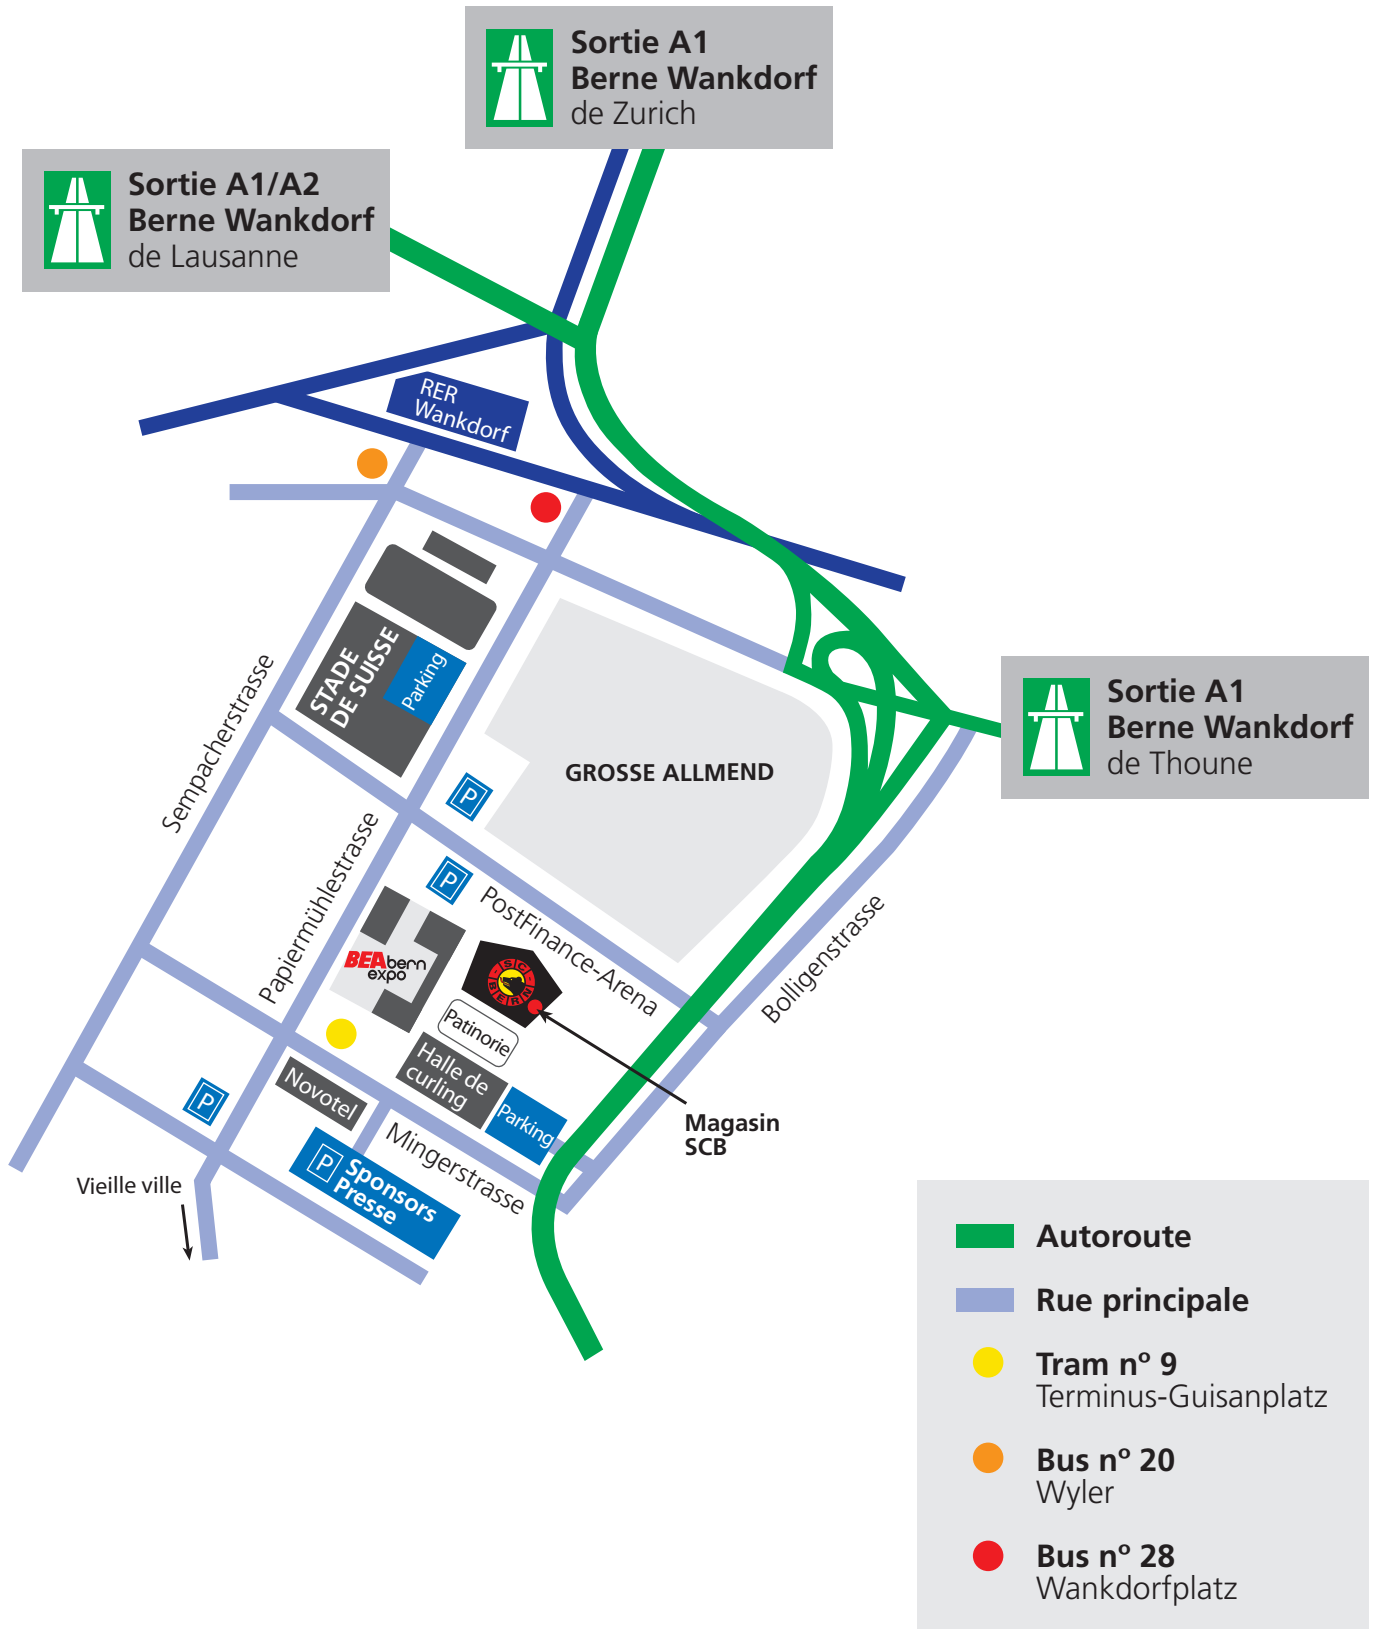 Sortie A1
Berne Wankdorf
de Zurich
Sortie A1/A2
Berne Wankdorf
de Lausanne
RER
Wankdorf
STADE
DE SUISSE
Parking
Sempacherstrasse
GROSSE ALLMEND
Sortie A1
Berne Wankdorf
de Thoune
P
Papiermühlestrasse
P
PostFinance-Arena
Bolligenstrasse
BEA bern
expo
SC
BERN
Patinorie
Halle de
curling
Parking
Novotel
P
Magasin
SCB
Mingerstrasse
P Sponsors
Presse
Vieille ville
Autoroute
Rue principale
Tram nº 9
Terminus-Guisanplatz
Bus nº 20
Wyler
Bus nº 28
Wankdorfplatz